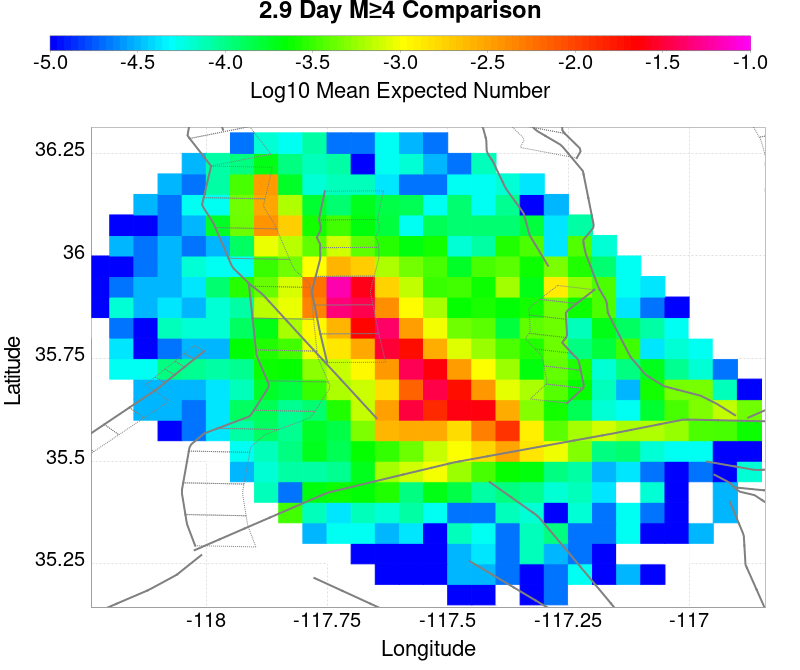 2.9 Day M≥4 Comparison
-5.0 -4.5 -4.0 -3.5 -3.0 -2.5 -2.0 -1.5 -1.0
Log10 Mean Expected Number
36.25
36
35.75
35.5
35.25
Latitude
-118 -117.75 -117.5 -117.25 -117
Longitude